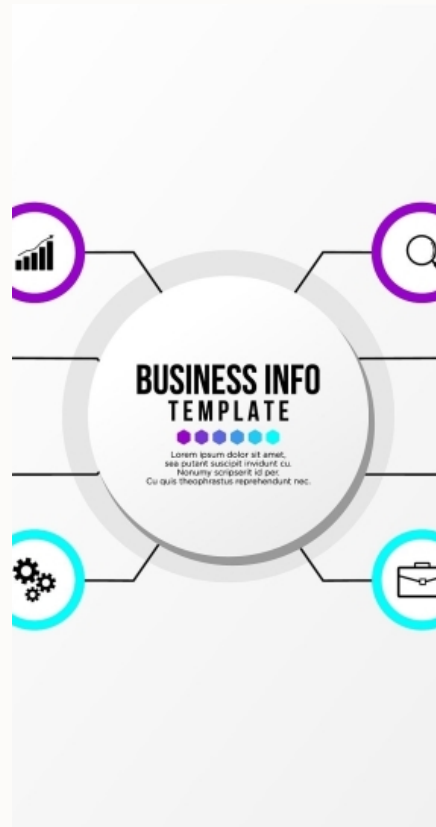 BUSINESS INFO
TEMPLATE
Lorem ipsum dolor sit amet,
sea putent suscipit invidunt cu.
Nonumy scripserit id per.
Cu quis theophrastus reprehendunt nec.